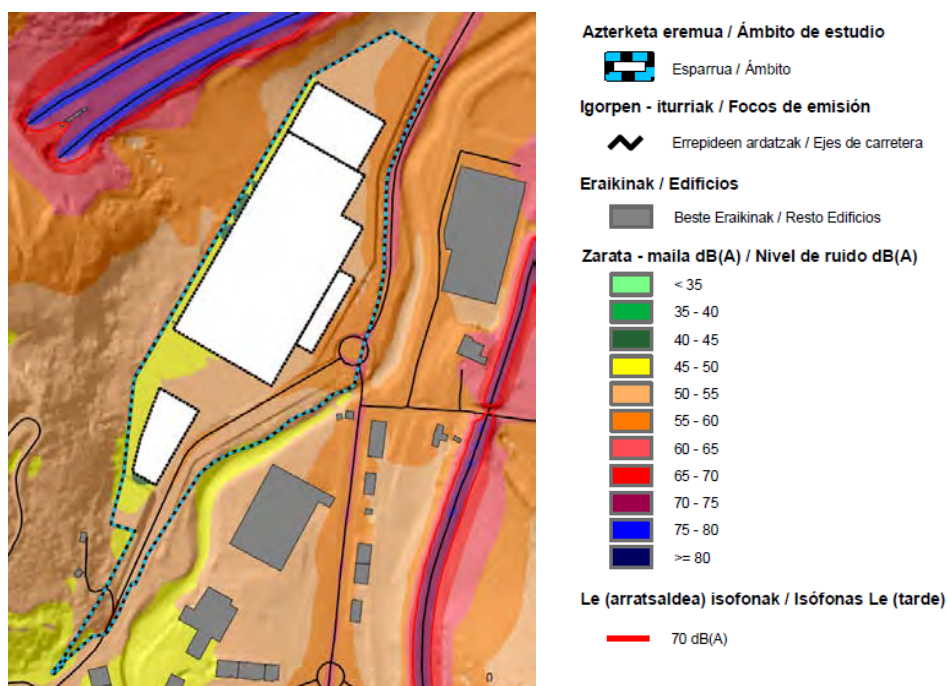 Azterketa eremua / Ámbito de estudio
Esparrua / Ámbito
Igorpen - iturriak / Focos de emisión
Errepideen ardatzak / Ejes de carretera
Eraikinak / Edificios
Beste Eraikinak / Resto Edificios
Zarata - maila dB(A) / Nivel de ruido dB(A)
< 35
35 - 40
40 - 45
45 - 50
50 - 55
55 - 60
60 - 65
65 - 70
70 - 75
75 - 80
>= 80
Le (arratsaldea) isofonak / Isófonas Le (tarde)
70 dB(A)
0